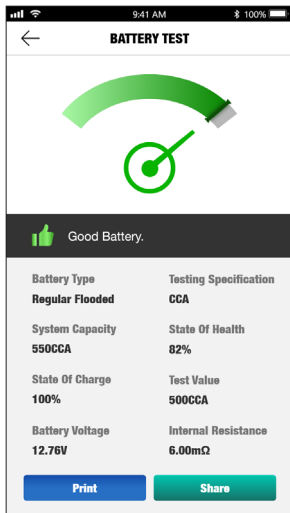 9:41 AM 100%
BATTERY TEST
Good Battery.
Battery Type Testing Specification
Regular Flooded CCA
System Capacity State Of Health
550CCA 82%
State Of Charge Test Value
100% 500CCA
Battery Voltage Internal Resistance
12.76V 6.00mΩ
Print Share